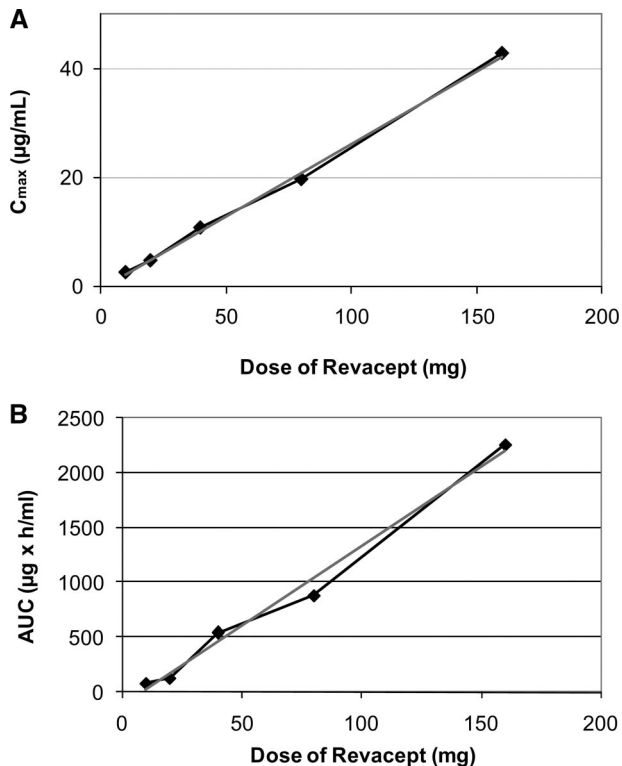 A
40
20
0
Cmax (µg/mL)
0 50 100 150 200
Dose of Revacept (mg)
B
2500
2000
1500
1000
500
0
AUC (µg x h/ml)
0 50 100 150 200
Dose of Revacept (mg)